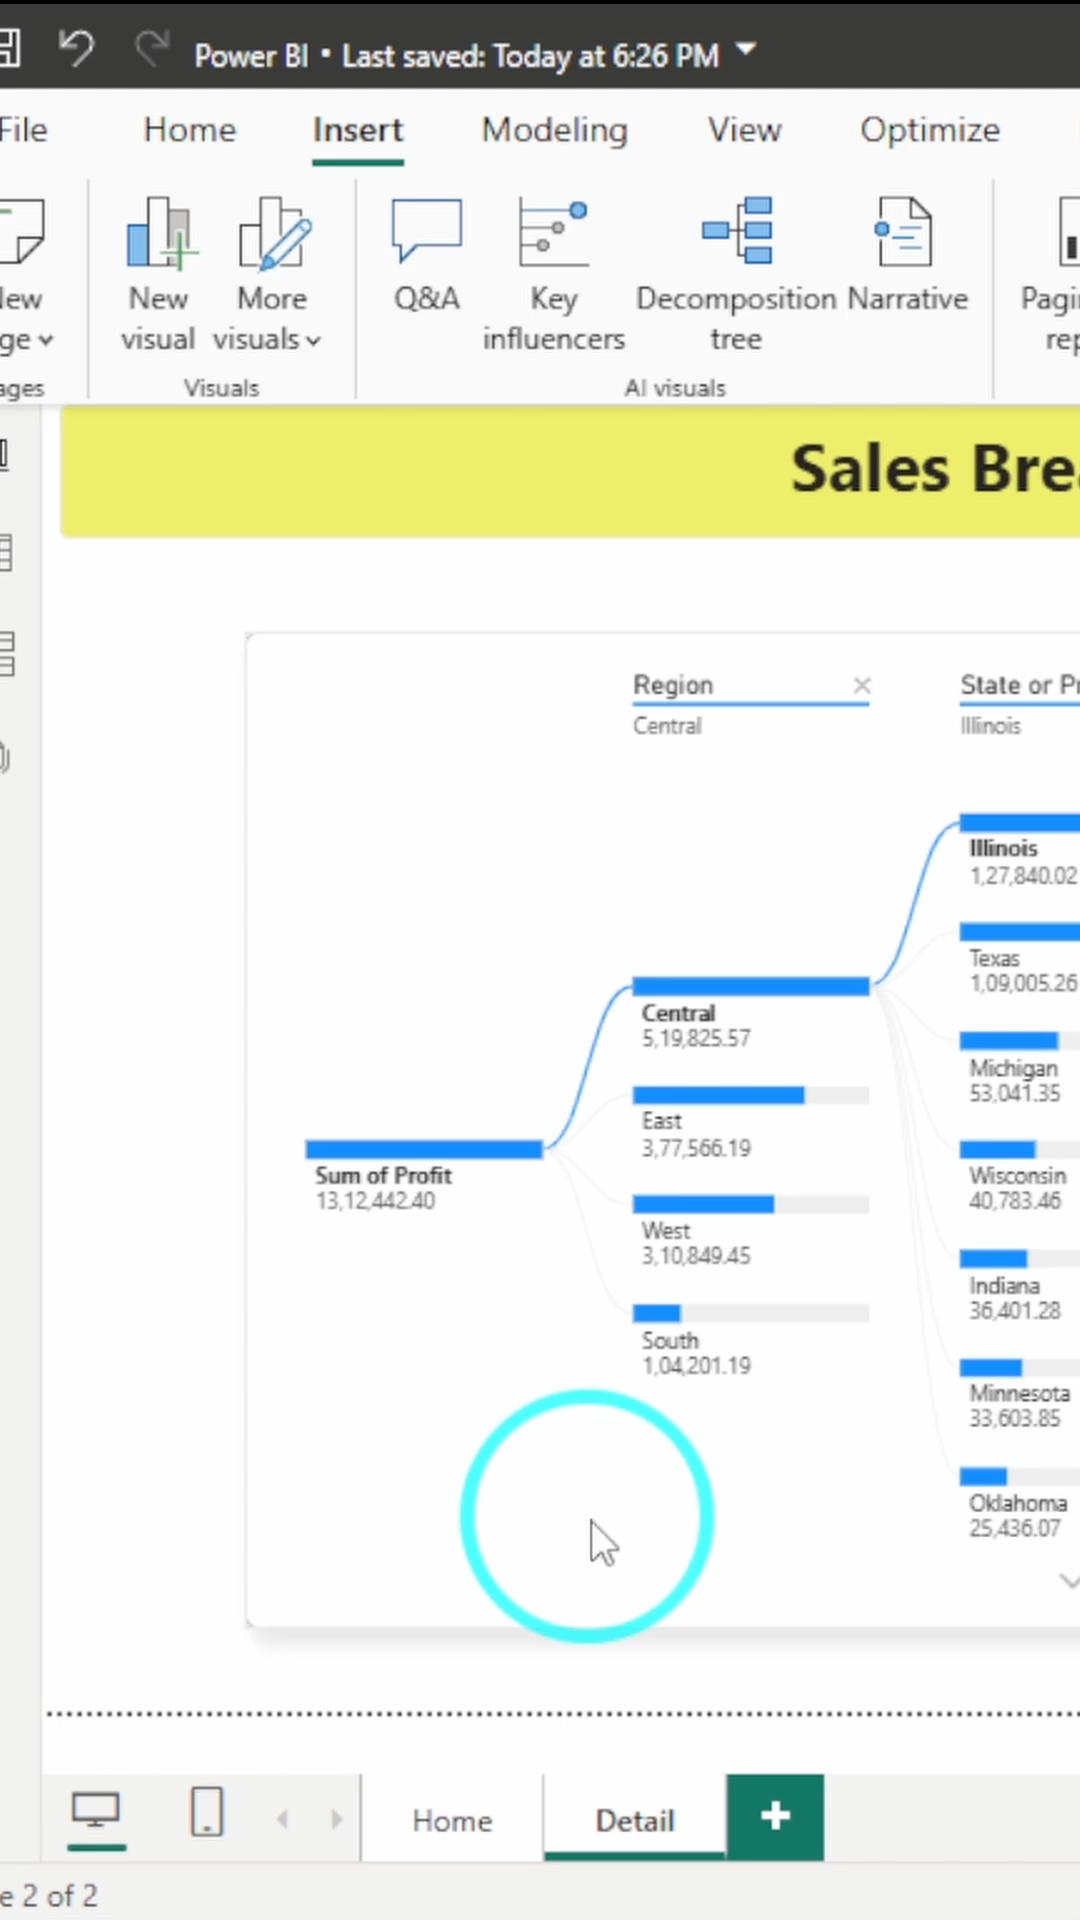 Power BI • Last saved: Today at 6:26 PM
File Home Insert Modeling View Optimize
New visual
More visuals
Q&A
Key influencers
Decomposition tree
Narrative
Visuals
AI visuals
Sales Brea
Region
Central
State or Pr
Illinois
Illinois
1,27,840.02
Texas
1,09,005.26
Central
5,19,825.57
Michigan
53,041.35
East
3,77,566.19
Sum of Profit
13,12,442.40
Wisconsin
40,783.46
West
3,10,849.45
Indiana
36,401.28
South
1,04,201.19
Minnesota
33,603.85
Oklahoma
25,436.07
Home
Detail
e 2 of 2